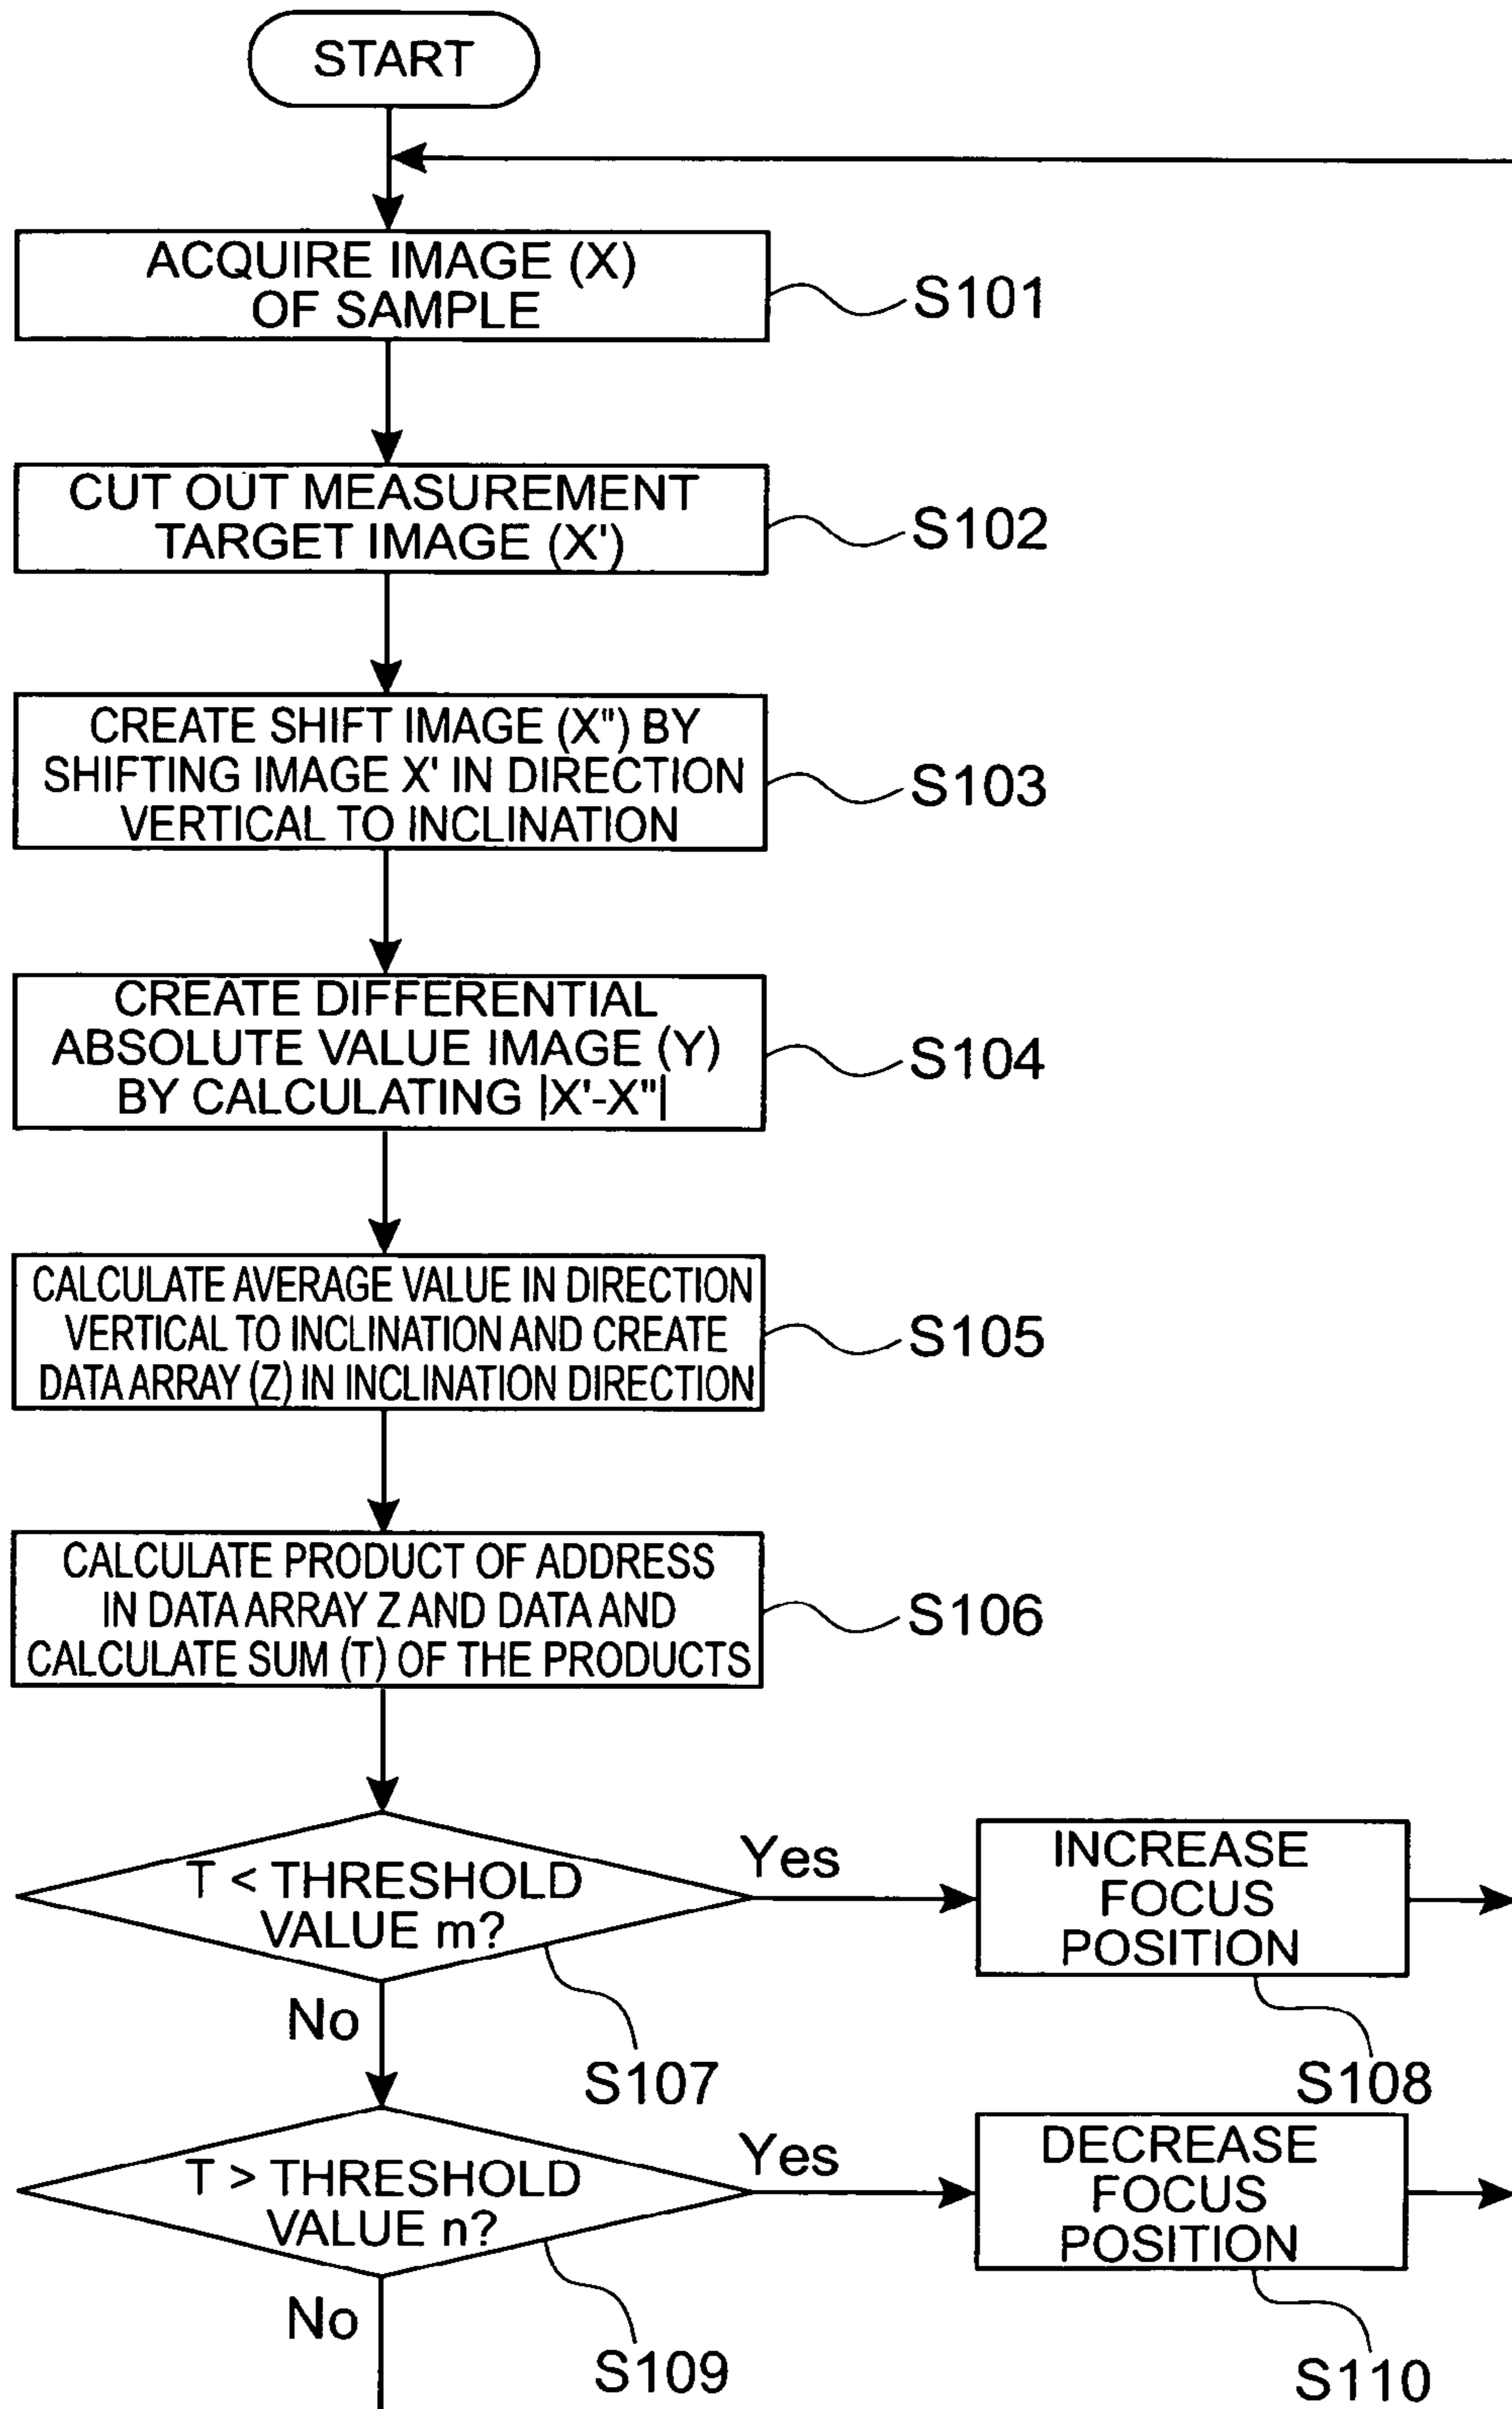 START
ACQUIRE IMAGE (X)
OF SAMPLE
S101
CUT OUT MEASUREMENT
TARGET IMAGE (X')
S102
CREATE SHIFT IMAGE (X") BY
SHIFTING IMAGE X' IN DIRECTION
VERTICAL TO INCLINATION
S103
CREATE DIFFERENTIAL
ABSOLUTE VALUE IMAGE (Y)
BY CALCULATING |X'-X"|
S104
CALCULATE AVERAGE VALUE IN DIRECTION
VERTICAL TO INCLINATION AND CREATE
DATA ARRAY (Z) IN INCLINATION DIRECTION
S105
CALCULATE PRODUCT OF ADDRESS
IN DATA ARRAY Z AND DATA AND
CALCULATE SUM (T) OF THE PRODUCTS
S106
T < THRESHOLD
VALUE m?
Yes
INCREASE
FOCUS
POSITION
No
S107
S108
T > THRESHOLD
VALUE n?
Yes
DECREASE
FOCUS
POSITION
No
S109
S110